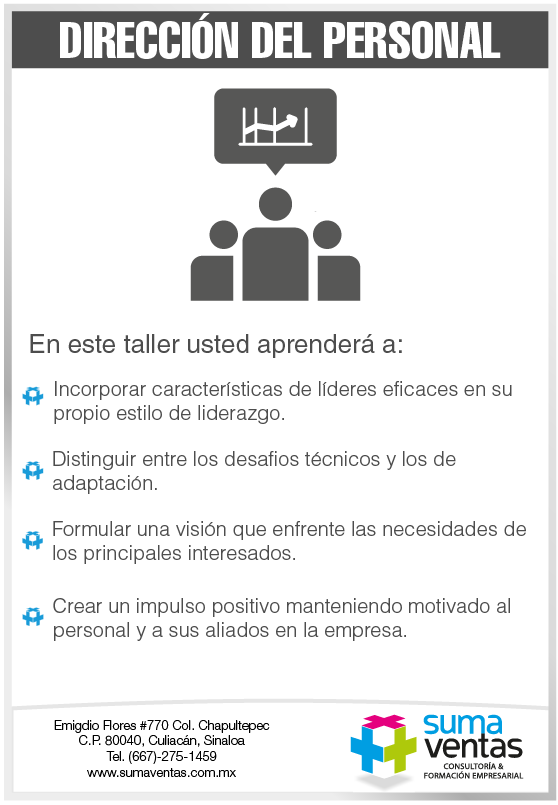 DIRECCIÓN DEL PERSONAL
En este taller usted aprenderá a:
Incorporar características de líderes eficaces en su
propio estilo de liderazgo.
Distinguir entre los desafios técnicos y los de
adaptación.
Formular una visión que enfrente las necesidades de
los principales interesados.
Crear un impulso positivo manteniendo motivado al
personal y a sus aliados en la empresa.
Emigdio Flores #770 Col. Chapultepec
C.P. 80040, Culiacán, Sinaloa
Tel. (667)-275-1459
www.sumaventas.com.mx
suma
ventas
CONSULTORÍA &
FORMACIÓN EMPRESARIAL